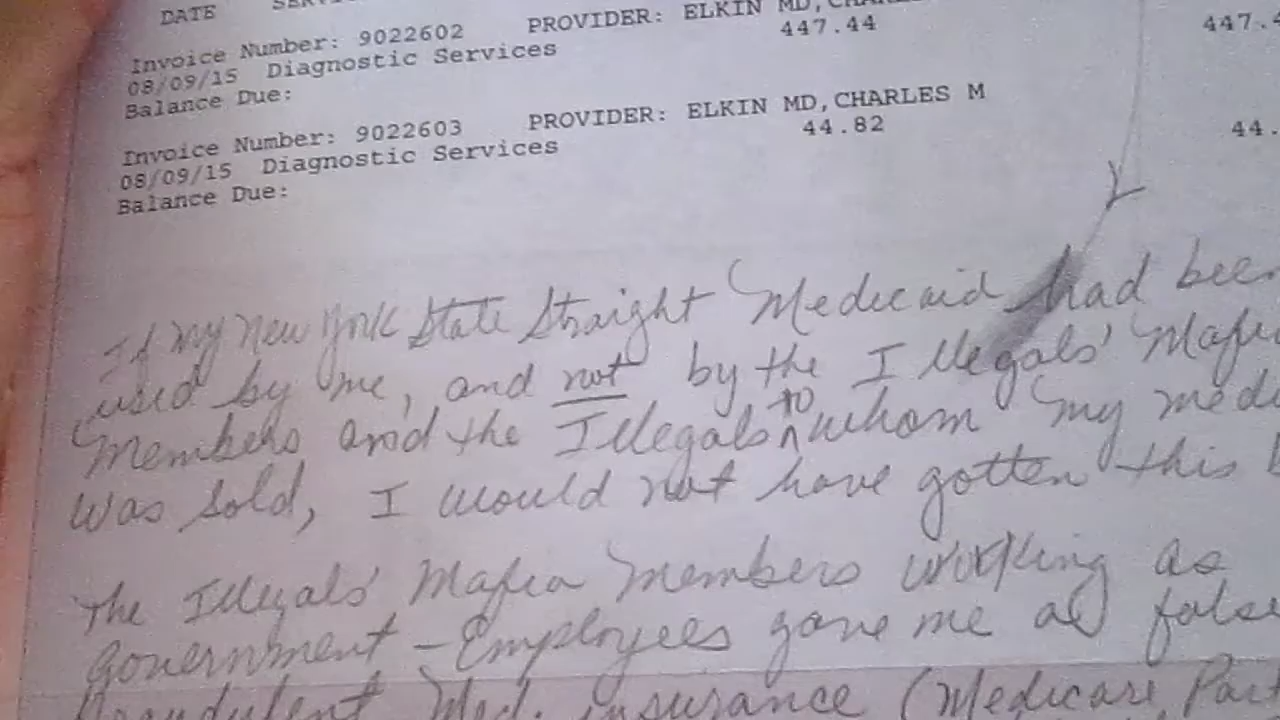 DATE
Invoice Number: 9022602 PROVIDER: ELKIN MD,
08/09/15 Diagnostic Services 447.44 447.
Balance Due:
Invoice Number: 9022603 PROVIDER: ELKIN MD,CHARLES M
08/09/15 Diagnostic Services 44.82 44.
Balance Due:
If my New York State Straight Medicaid had been
used by me, and not by the Illegals' Mafia
Members and the Illegals to whom my
was sold, I would not have gotten this
The Illegals' Mafia Members working as
Government-Employees gave me a false
Fraudulent Med. insurance (Medicare, Part